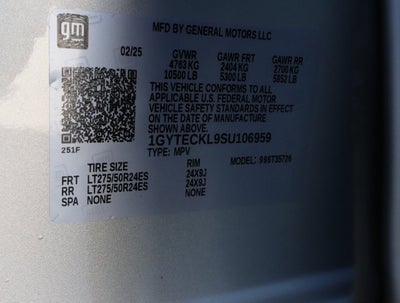 gm
MFD BY GENERAL MOTORS LLC
02/25 GVWR GAWR FRT GAWR RR
4763 KG 2404 KG 2700 KG
10500 LB 5300 LB 5952 LB
THIS VEHICLE CONFORMS TO ALL
APPLICABLE U.S. FEDERAL MOTOR
VEHICLE SAFETY STANDARDS IN EFFECT
ON THE DATE OF MANUFACTURE
SHOWN ABOVE.
1GYTECKL9SU106959
251F TYPE: MPV MODEL:
TIRE SIZE RIM
FRT LT275/50R24ES 24X9J
RR LT275/50R24ES 24X9J
SPA NONE NONE